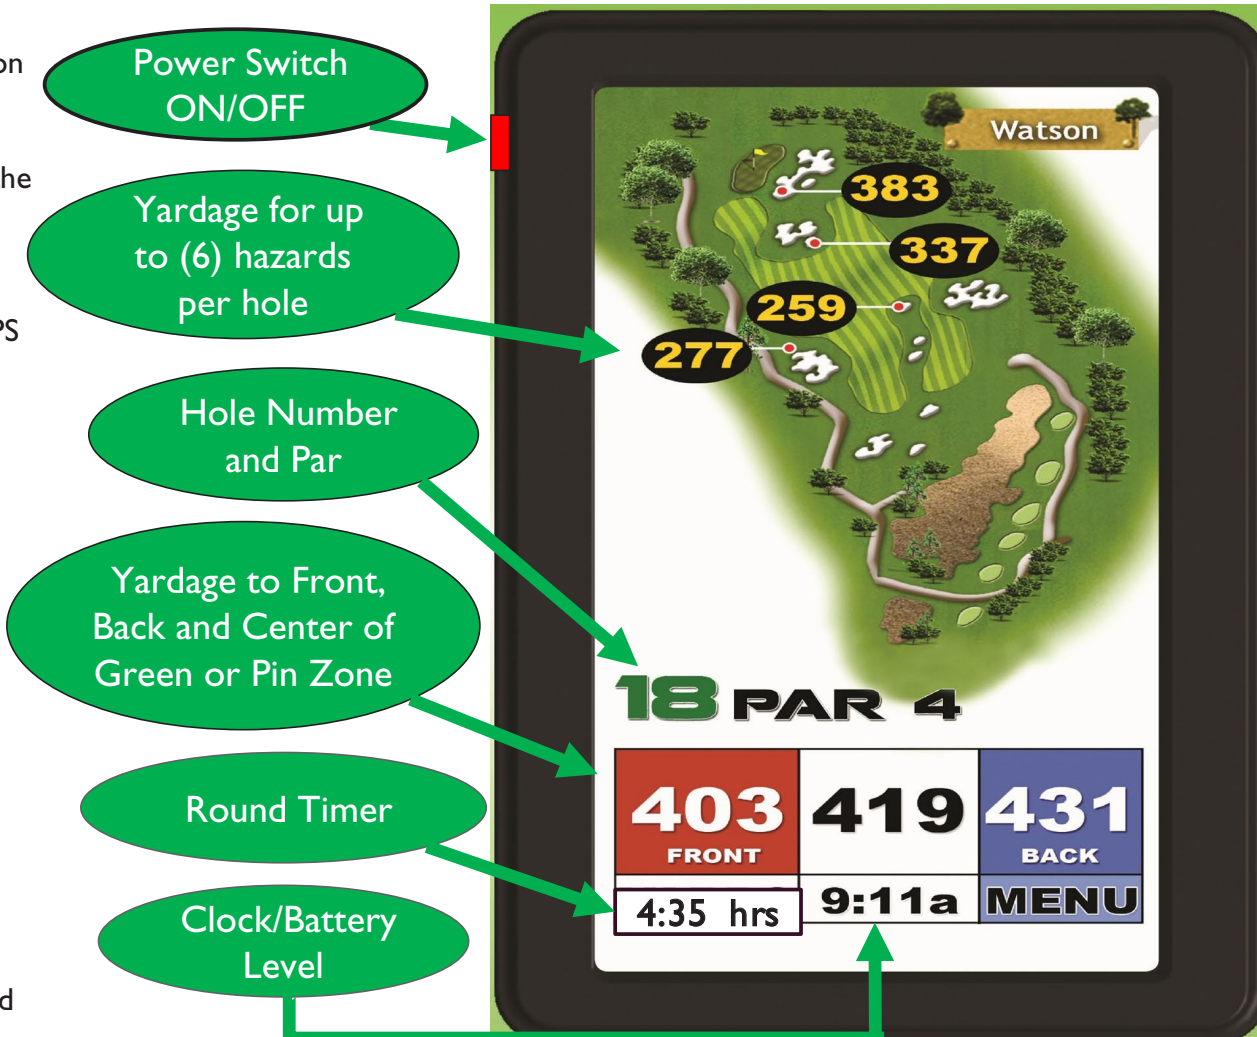 on
Power Switch
ON/OFF
the
Yardage for up
to (6) hazards
per hole
PS
Hole Number
and Par
Yardage to Front,
Back and Center of
Green or Pin Zone
Round Timer
Clock/Battery
Level
d
Watson
383
337
259
277
18 PAR 4
403 419 431
FRONT BACK
4:35 hrs 9:11a MENU